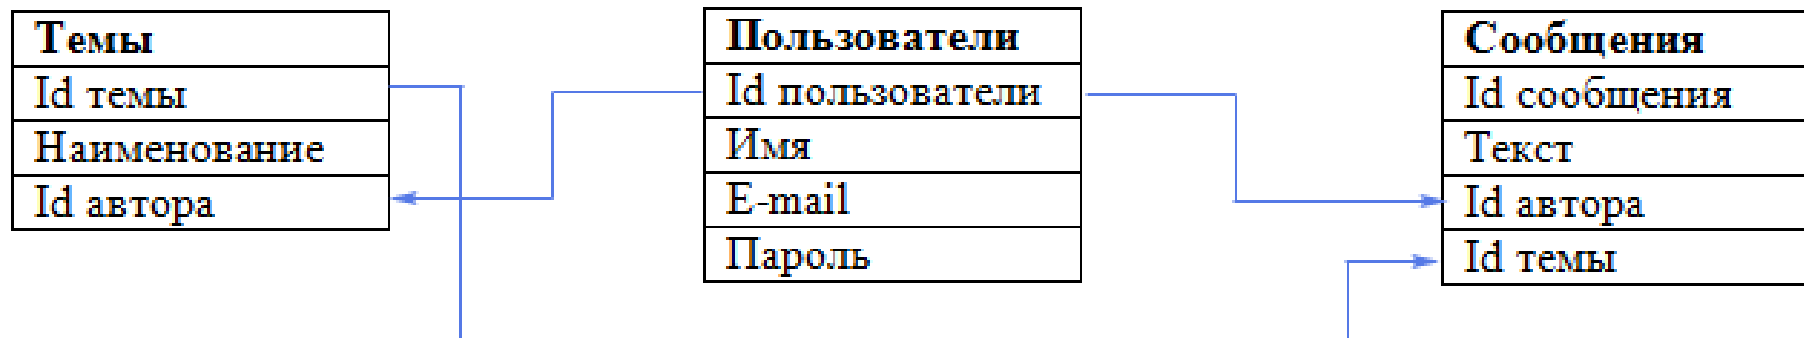 Темы
Id темы
Наименование
Id автора
Пользователи
Id пользователи
Имя
E-mail
Пароль
Сообщения
Id сообщения
Текст
Id автора
Id темы